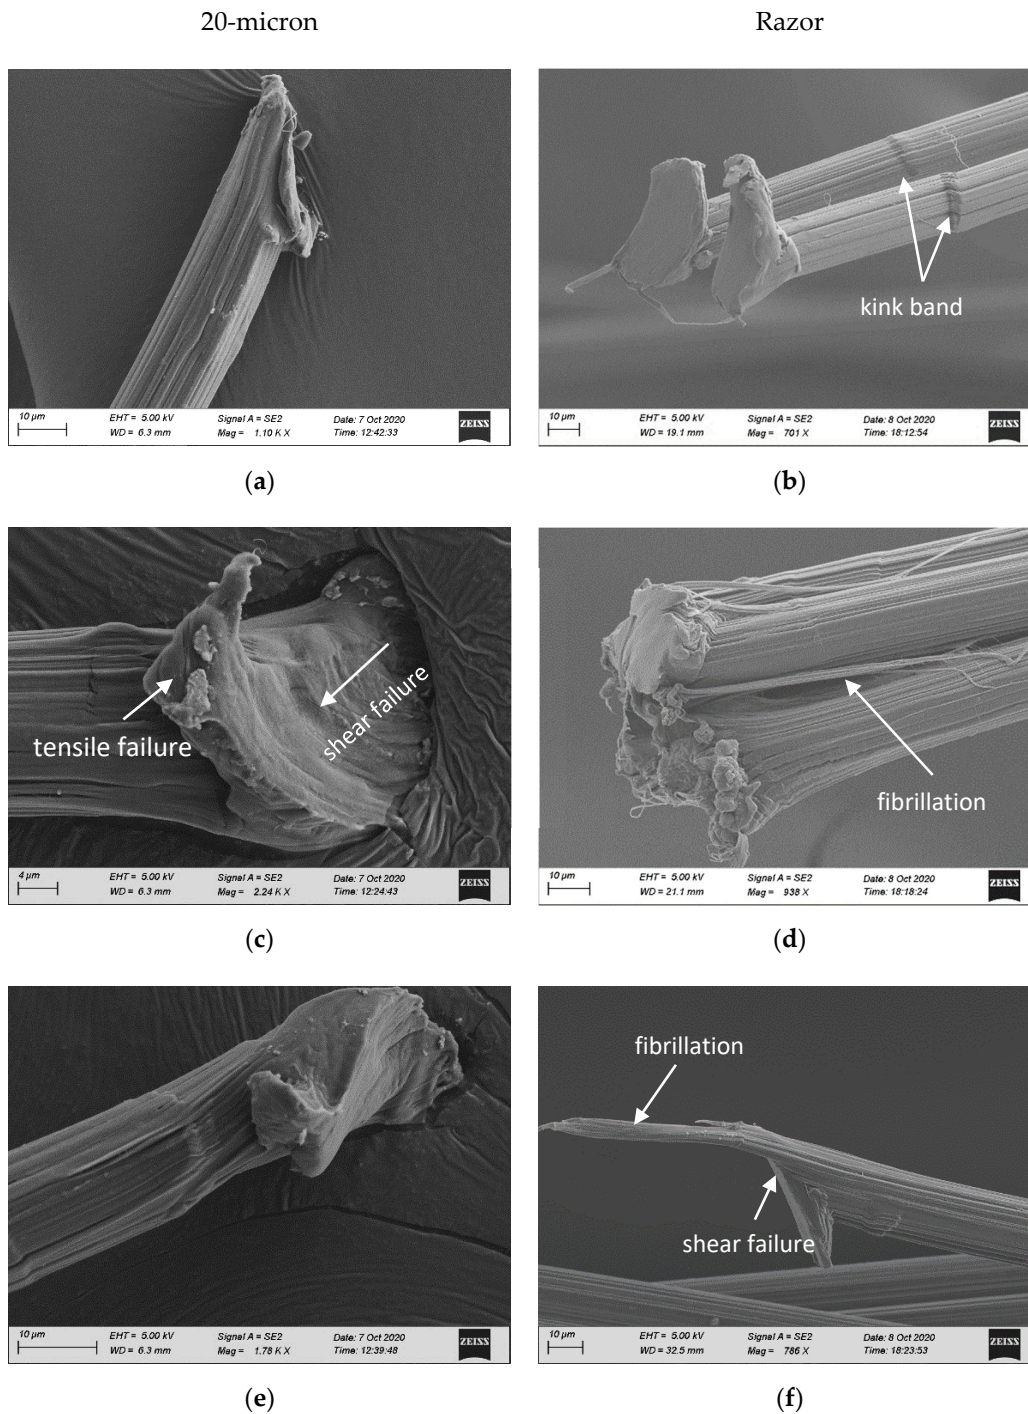 20-micron
Razor
10 µm
EHT = 5.00 kV
Signal A = SE2
Date: 7 Oct 2020
WD = 6.3 mm
Mag = 1.10 K X
Time: 12:42:33
ZEISS
kink band
10 µm
EHT = 5.00 kV
Signal A = SE2
Date: 8 Oct 2020
WD = 19.1 mm
Mag = 701 X
Time: 18:12:54
ZEISS
(a)
(b)
tensile failure
shear failure
4 µm
EHT = 5.00 kV
Signal A = SE2
Date: 7 Oct 2020
WD = 6.3 mm
Mag = 2.24 K X
Time: 12:24:43
ZEISS
fibrillation
10 µm
EHT = 5.00 kV
Signal A = SE2
Date: 8 Oct 2020
WD = 21.1 mm
Mag = 938 X
Time: 18:18:24
ZEISS
(c)
(d)
10 µm
EHT = 5.00 kV
Signal A = SE2
Date: 7 Oct 2020
WD = 6.3 mm
Mag = 1.78 K X
Time: 12:39:48
ZEISS
fibrillation
shear failure
10 µm
EHT = 5.00 kV
Signal A = SE2
Date: 8 Oct 2020
WD = 32.5 mm
Mag = 786 X
Time: 18:23:53
ZEISS
(e)
(f)